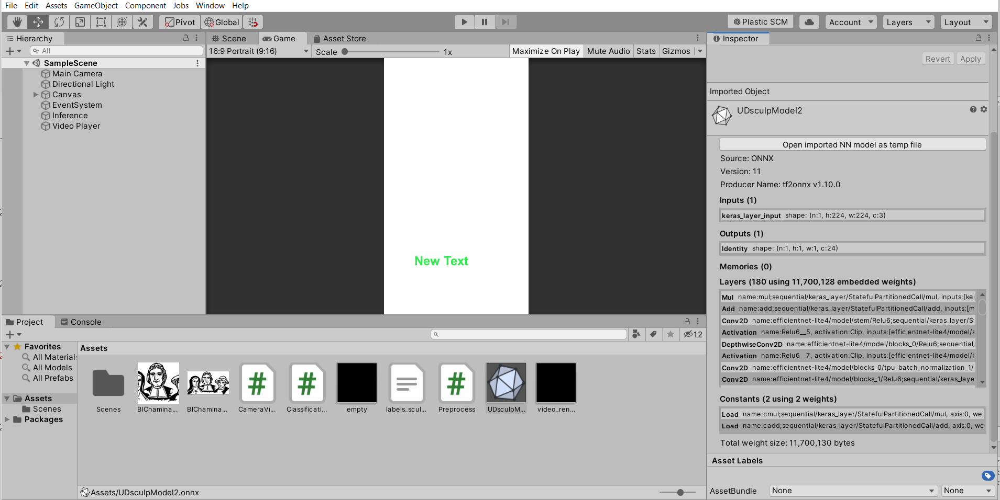 File Edit Assets GameObject Component Jobs Window Help
Pivot Global Plastic SCM Account Layers Layout
Hierarchy
All
SampleScene
Main Camera
Directional Light
Canvas
EventSystem
Inference
Video Player
Scene Game Asset Store
16:9 Portrait (9:16) Scale 1x Maximize On Play Mute Audio Stats Gizmos
New Text
Project Console
12
Favorites
All Materials
All Models
All Prefabs
Assets
Scenes
Packages
Assets
Scenes BlChamina... BlChamina... CameraVi... Classificati... empty labels_scul... Preprocess UDsculpM... video_ren...
Assets/UDsculpModel2.onnx
Inspector
Revert Apply
Imported Object
UDsculpModel2
Open imported NN model as temp file
Source: ONNX
Version: 11
Producer Name: tf2onnx v1.10.0
Inputs (1)
keras_layer_input shape: (n:1, h:224, w:224, c:3)
Outputs (1)
Identity shape: (n:1, h:1, w:1, c:24)
Memories (0)
Layers (180 using 11,700,128 embedded weights)
Mul name:mul;sequential/keras_layer/StatefulPartitionedCall/mul, inputs:[ker
Add name:add;sequential/keras_layer/StatefulPartitionedCall/add, inputs:[m
Conv2D name:efficientnet-lite4/model/stem/Relu6;sequential/keras_layer/St
Activation name:Relu6__5, activation:Clip, inputs:[efficientnet-lite4/model/s
DepthwiseConv2D name:efficientnet-lite4/model/blocks_0/Relu6;sequential/
Activation name:Relu6__7, activation:Clip, inputs:[efficientnet-lite4/model/b
Conv2D name:efficientnet-lite4/model/blocks_0/tpu_batch_normalization_1/
Conv2D name:efficientnet-lite4/model/blocks_1/Relu6;sequential/keras_laye
Constants (2 using 2 weights)
Load name:cmul;sequential/keras_layer/StatefulPartitionedCall/mul, axis:0, we
Load name:cadd;sequential/keras_layer/StatefulPartitionedCall/add, axis:0, we
Total weight size: 11,700,130 bytes
Asset Labels
AssetBundle None None